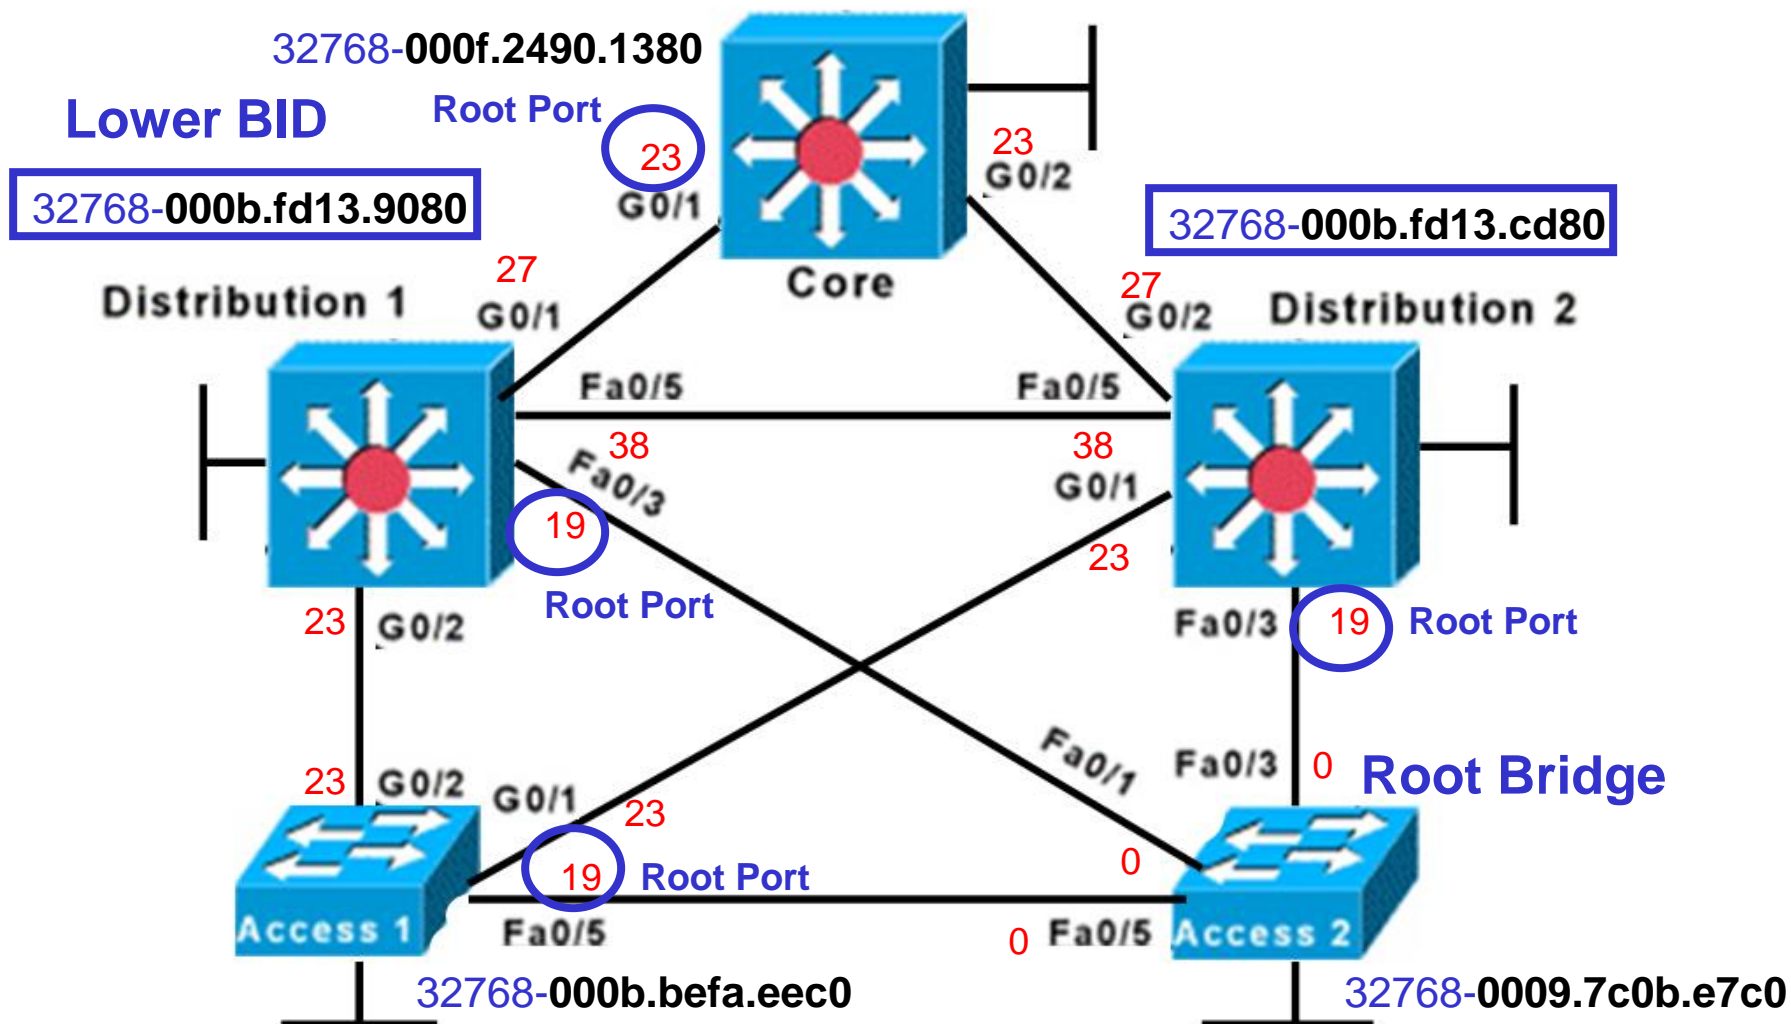 32768-000f.2490.1380
Lower BID
Root Port
23
23
G0/2
G0/1
32768-000b.fd13.9080
32768-000b.fd13.cd80
Core
27
27
Distribution 1
G0/1
G0/2
Distribution 2
Fa0/5
Fa0/5
38
38
Fa0/3
G0/1
19
23
Root Port
23
G0/2
Fa0/3
19
Root Port
Fa0/1
Fa0/3
0
Root Bridge
23
G0/2
G0/1
23
0
19
Root Port
Access 1
Fa0/5
0
Fa0/5
Access 2
32768-000b.befa.eec0
32768-0009.7c0b.e7c0